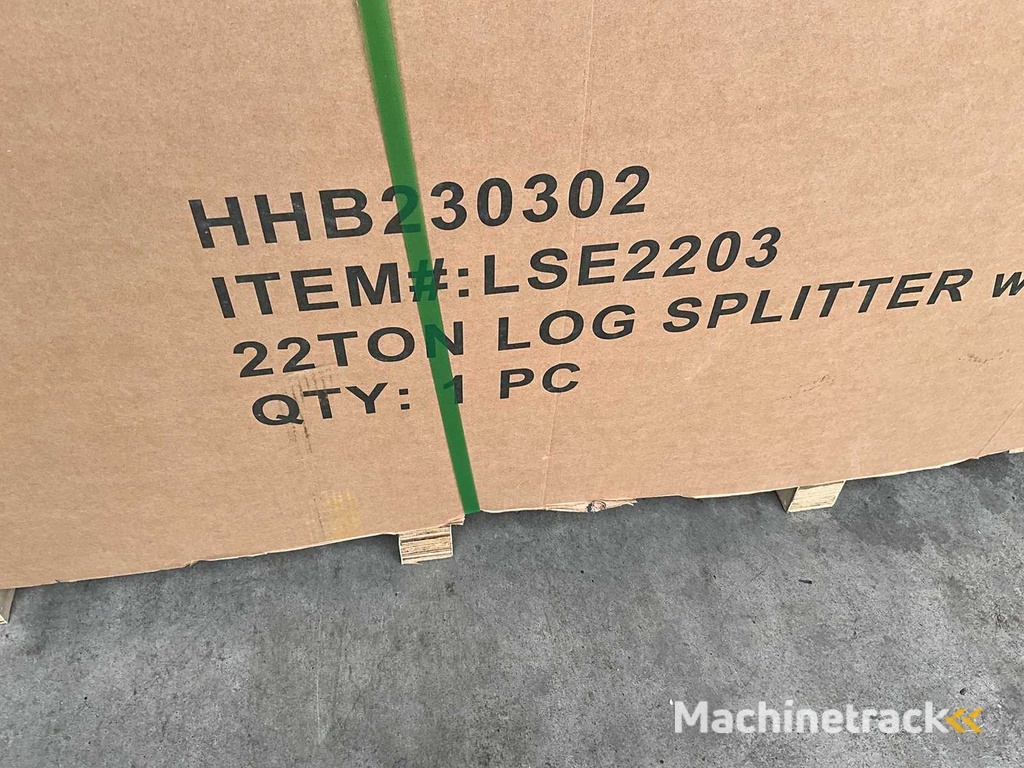 HHB230302
ITEM#:LSE2203
22TON LOG SPLITTER w
QTY: 1 PC
Machinetrack